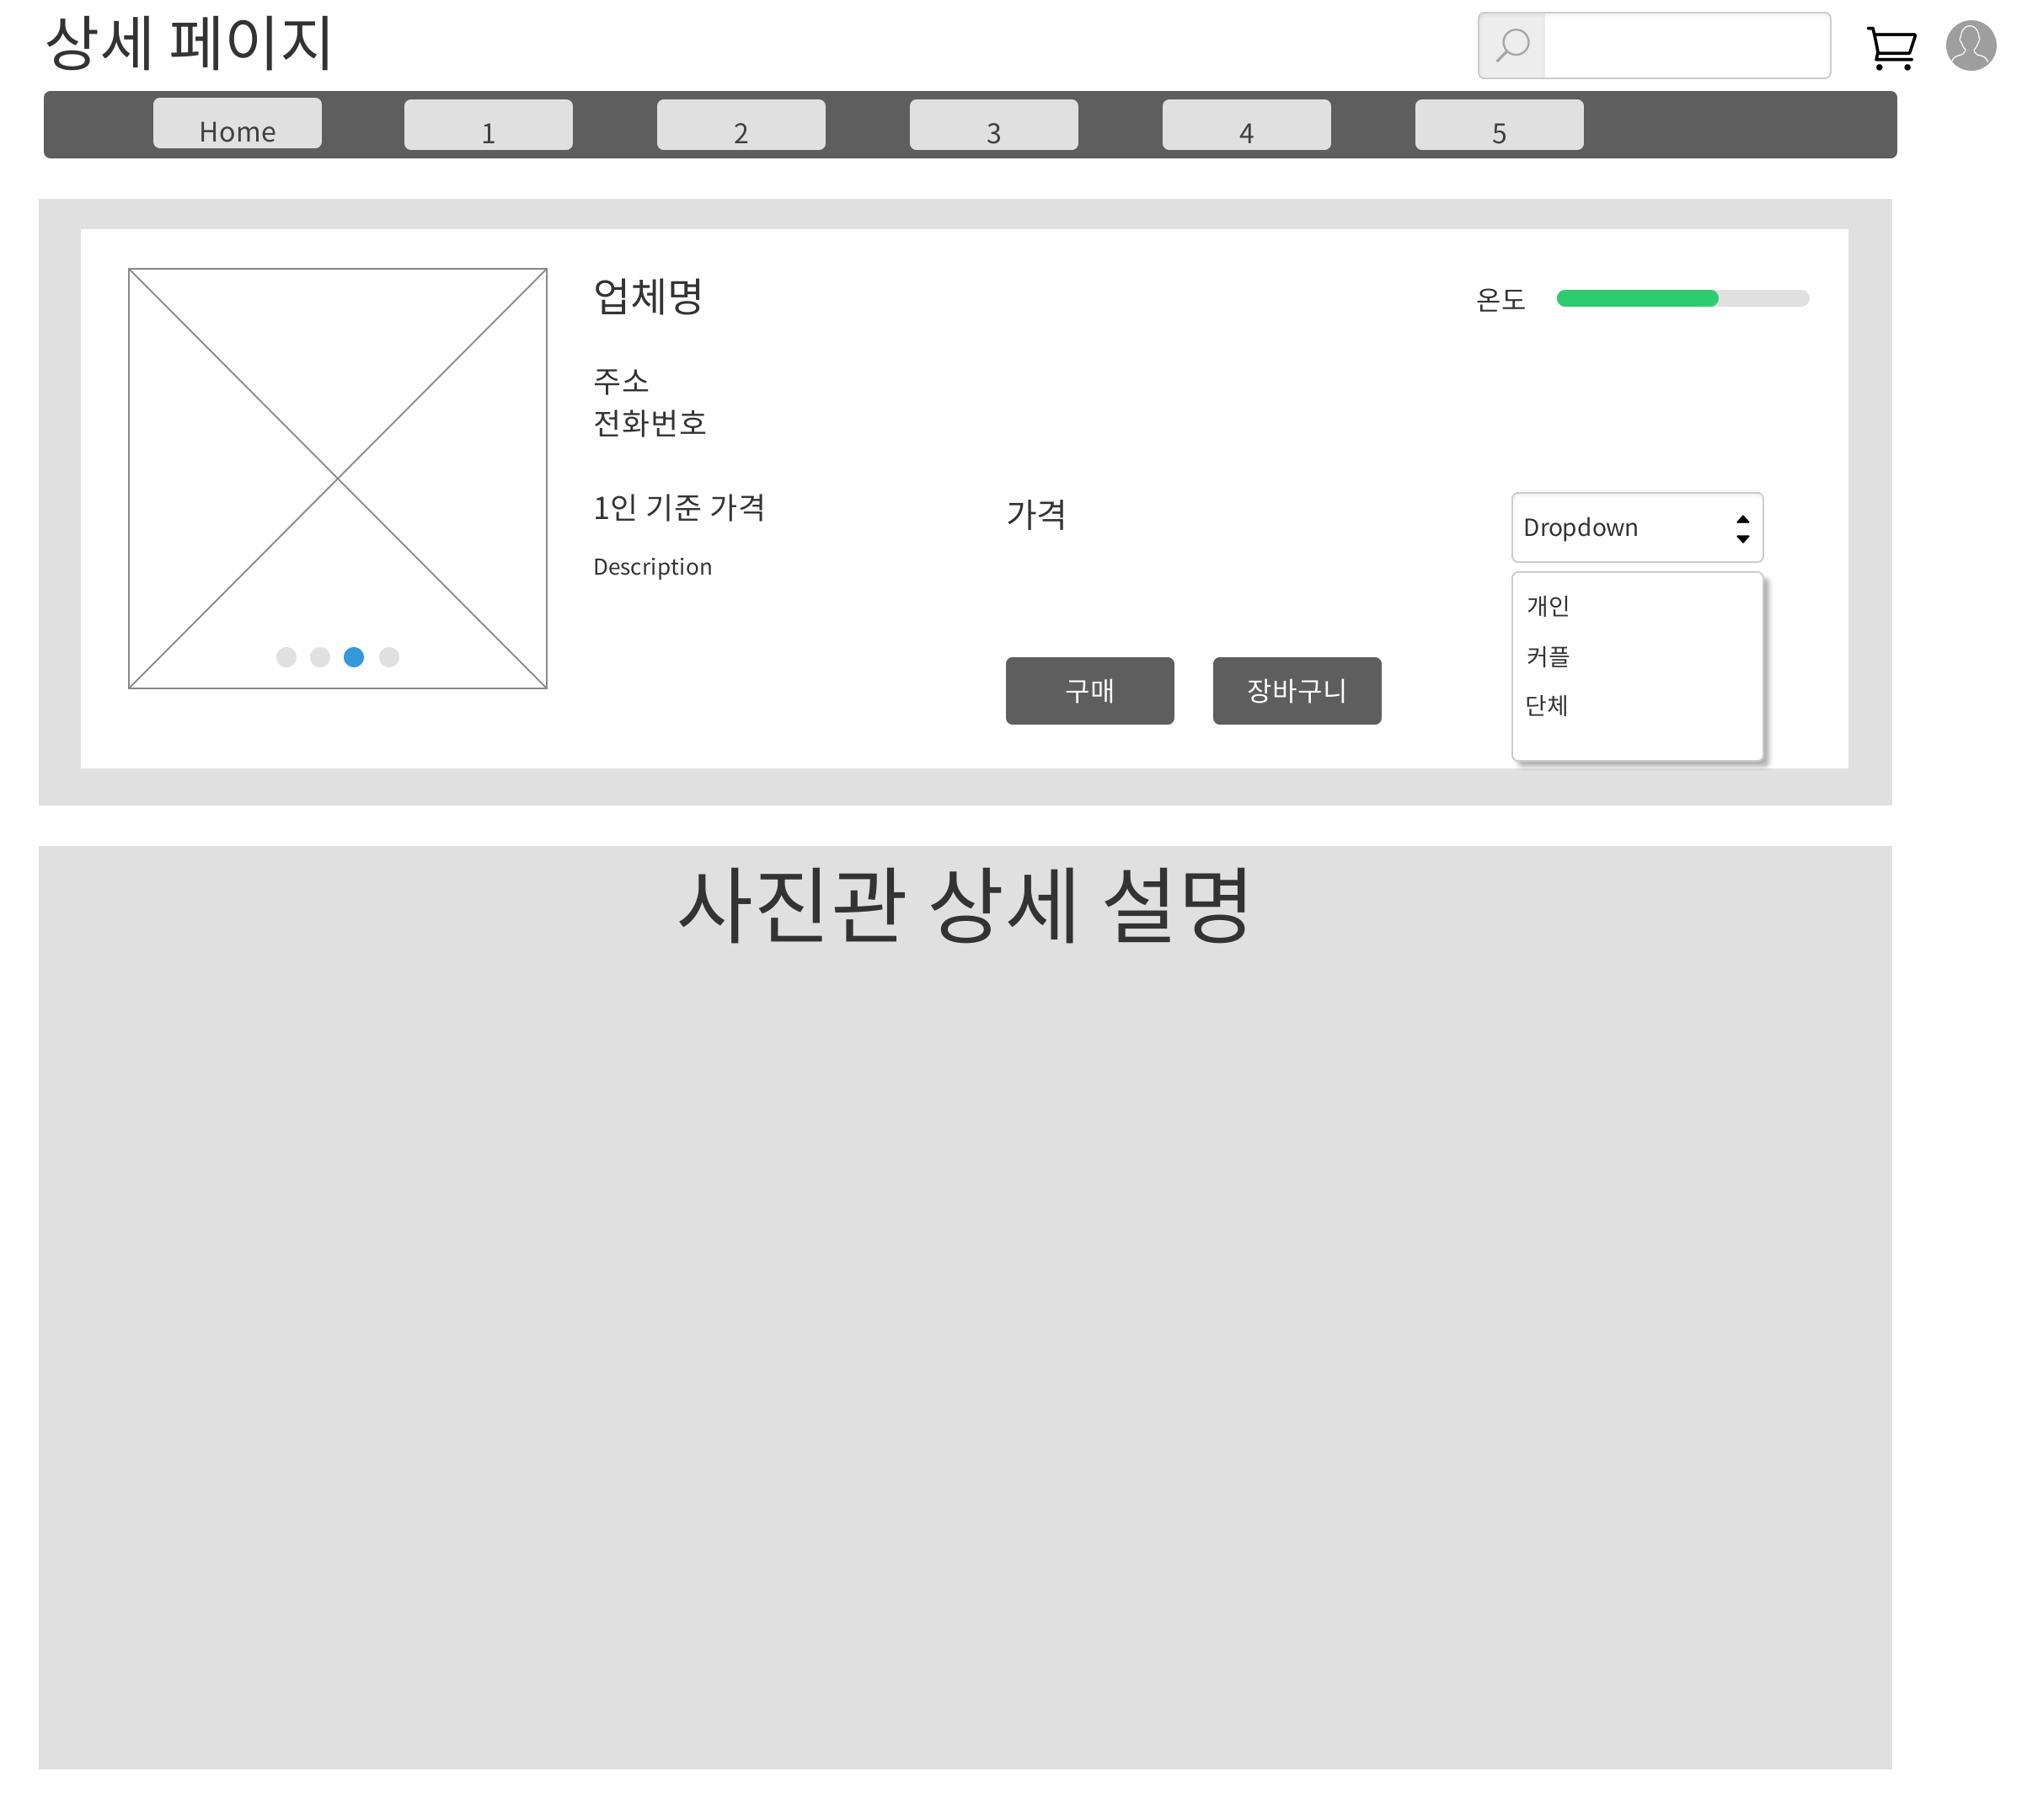 상세 페이지
Home
1
2
3
4
5
업체명
온도
주소
전화번호
1인 기준 가격
가격
Dropdown
Description
개인
커플
단체
구매
장바구니
사진관 상세 설명